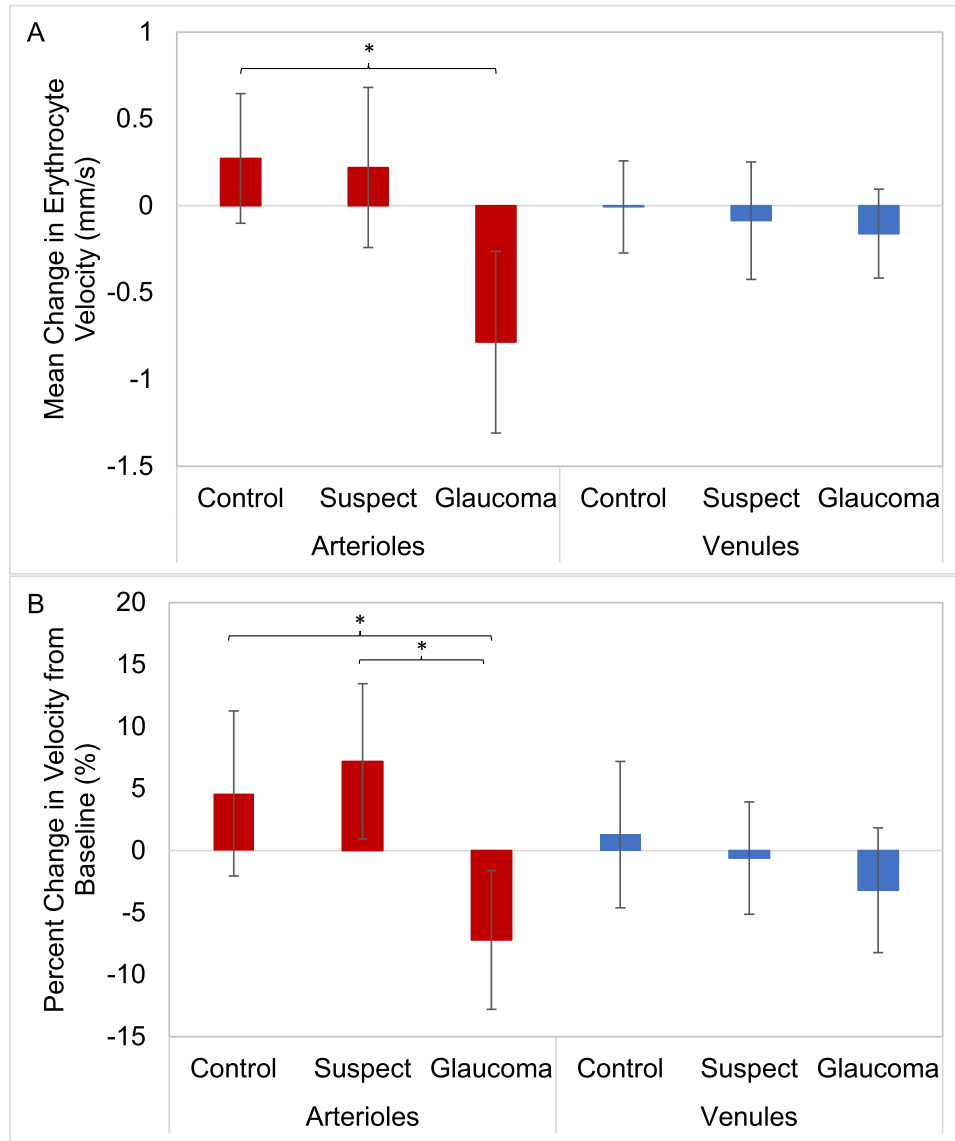 A
Mean Change in Erythrocyte
Velocity (mm/s)
1
0.5
0
-0.5
-1
-1.5
*
Control Suspect Glaucoma Control Suspect Glaucoma
Arterioles Venules
B
Percent Change in Velocity from
Baseline (%)
20
15
10
5
0
-5
-10
-15
*
*
Control Suspect Glaucoma Control Suspect Glaucoma
Arterioles Venules